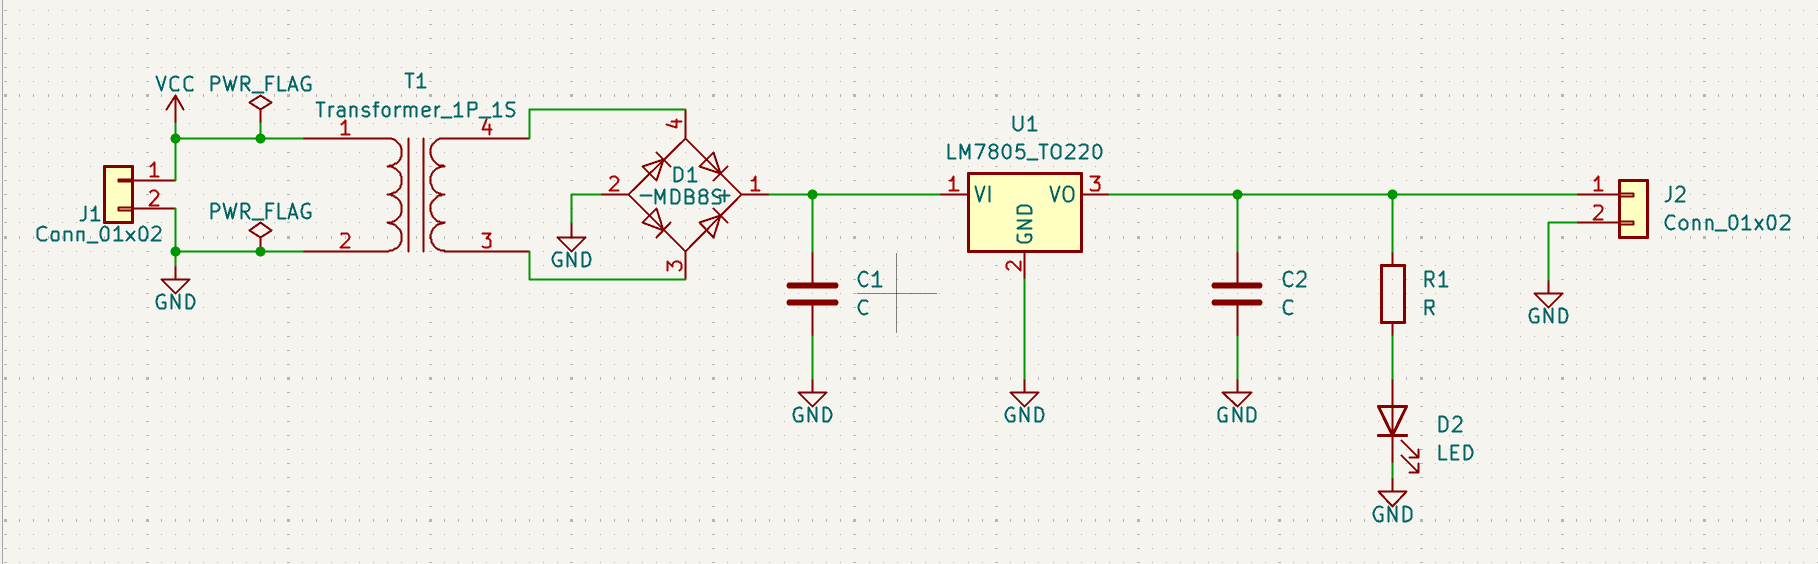 VCC
PWR_FLAG
T1
Transformer_1P_1S
1
4
1
2
J1
Conn_01x02
PWR_FLAG
2
3
GND
4
2
D1
-MDB8S+
1
3
GND
C1
C
GND
U1
LM7805_TO220
1
VI
VO
3
GND
2
GND
C2
C
GND
R1
R
D2
LED
GND
1
2
J2
Conn_01x02
GND